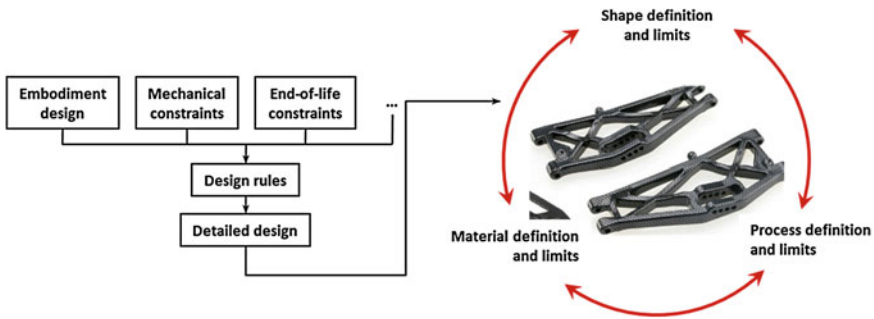 Shape definition
and limits
Embodiment
design
Mechanical
constraints
End-of-life
constraints
...
Design rules
Detailed design
Material definition
and limits
Process definition
and limits